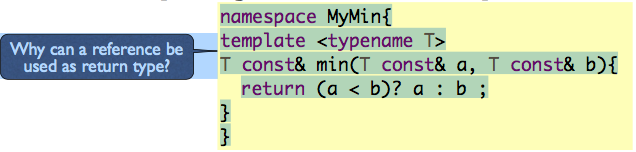 namespace MyMin{
template <typename T>
Why can a reference be
used as return type?
T const& min(T const& a, T const& b){
return (a < b)? a : b ;
}
}